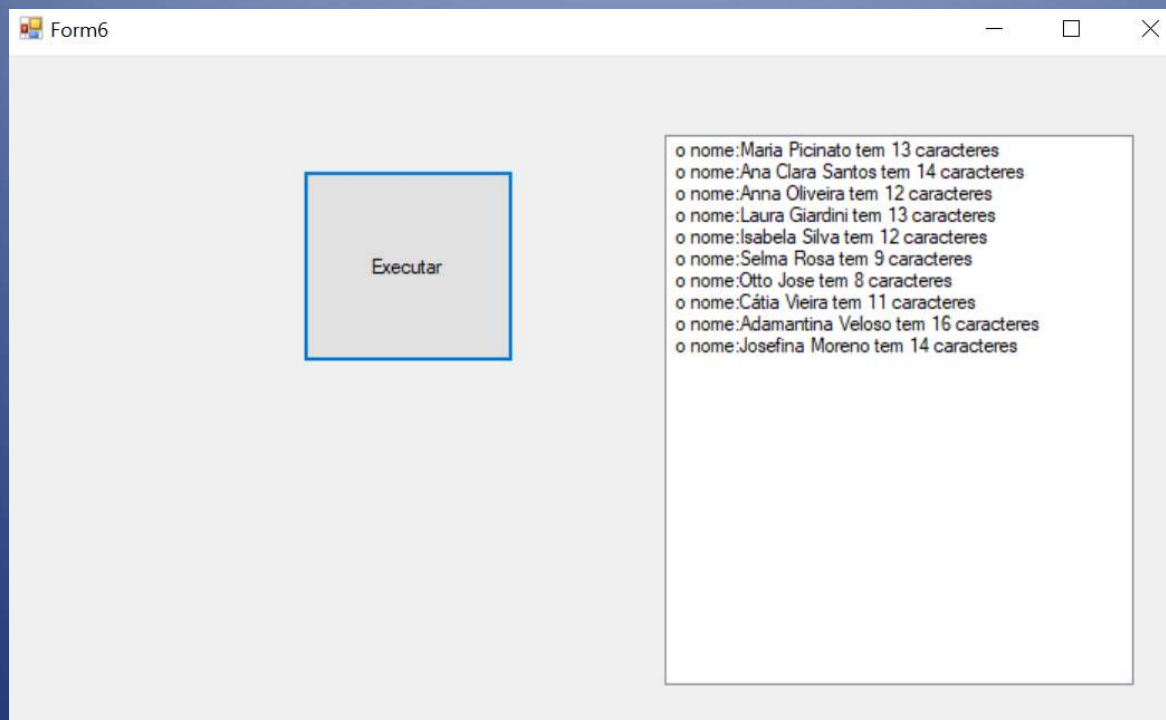 Form6
Executar
o nome:Maria Picinato tem 13 caracteres
o nome:Ana Clara Santos tem 14 caracteres
o nome:Anna Oliveira tem 12 caracteres
o nome:Laura Giardini tem 13 caracteres
o nome:Isabela Silva tem 12 caracteres
o nome:Selma Rosa tem 9 caracteres
o nome:Otto Jose tem 8 caracteres
o nome:Cátia Vieira tem 11 caracteres
o nome:Adamantina Veloso tem 16 caracteres
o nome:Josefina Moreno tem 14 caracteres